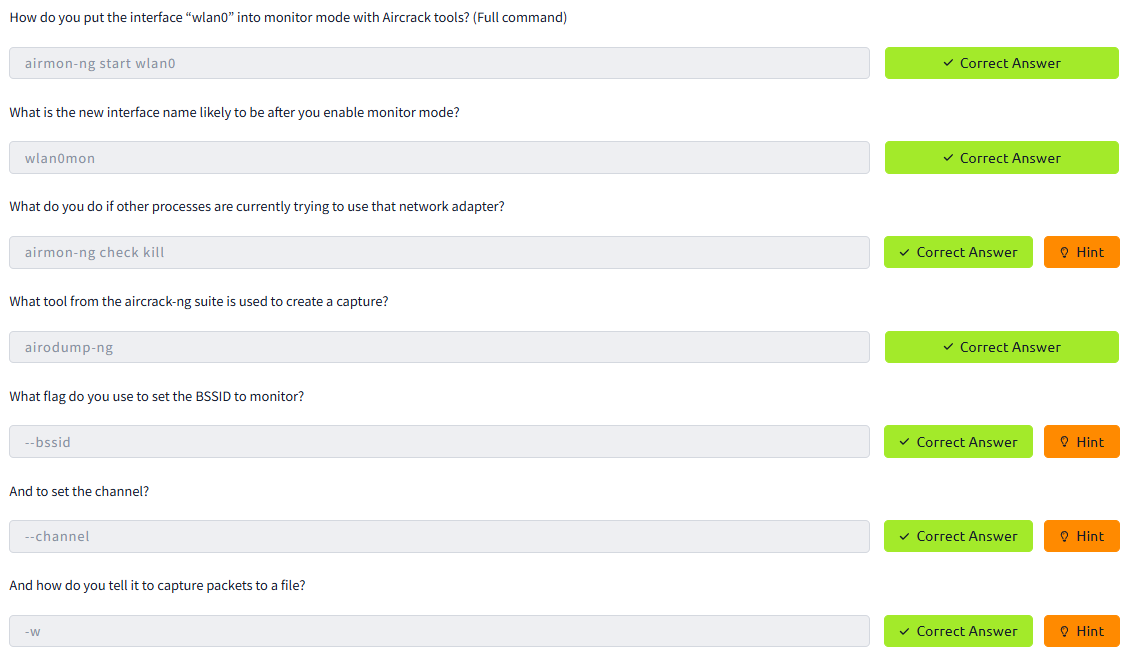 How do you put the interface “wlan0” into monitor mode with Aircrack tools? (Full command)
airmon-ng start wlan0
Correct Answer
What is the new interface name likely to be after you enable monitor mode?
wlan0mon
Correct Answer
What do you do if other processes are currently trying to use that network adapter?
airmon-ng check kill
Correct Answer
Hint
What tool from the aircrack-ng suite is used to create a capture?
airodump-ng
Correct Answer
What flag do you use to set the BSSID to monitor?
--bssid
Correct Answer
Hint
And to set the channel?
--channel
Correct Answer
Hint
And how do you tell it to capture packets to a file?
-w
Correct Answer
Hint